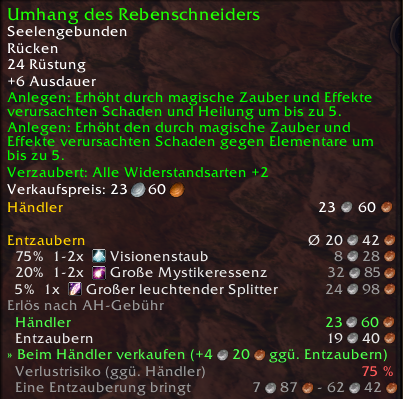 Umhang des Rebenschneiders
Seelengebunden
Rücken
24 Rüstung
+6 Ausdauer
Anlegen: Erhöht durch magische Zauber und Effekte
verursachten Schaden und Heilung um bis zu 5.
Anlegen: Erhöht den durch magische Zauber und
Effekte verursachten Schaden gegen Elementare um
bis zu 5.
Verzaubert: Alle Widerstandsarten +2
Verkaufspreis: 23 60
Händler 23 60
Entzaubern Ø 20 42
75% 1-2x Visionenstaub 8 28
20% 1-2x Große Mystikeressenz 32 85
5% 1x Großer leuchtender Splitter 24 98
Erlös nach AH-Gebühr
Händler 23 60
Entzaubern 19 40
» Beim Händler verkaufen (+4 20 ggü. Entzaubern)
Verlustrisiko (ggü. Händler) 75 %
Eine Entzauberung bringt 7 87 - 62 42